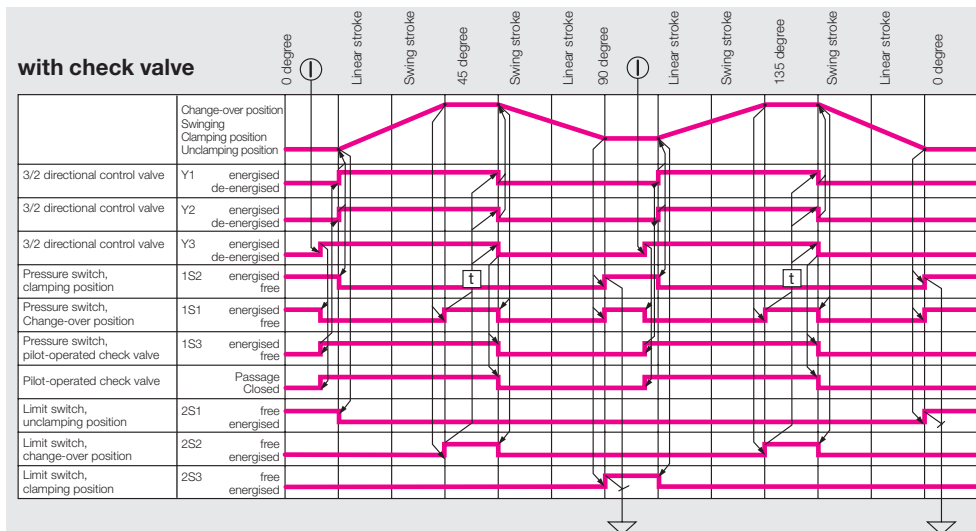 with check valve
0 degree
Linear stroke
Swing stroke
45 degree
Swing stroke
Linear stroke
90 degree
Linear stroke
Swing stroke
135 degree
Swing stroke
Linear stroke
0 degree
Change-over position
Swinging
Clamping position
Unclamping position
3/2 directional control valve Y1 energised
de-energised
3/2 directional control valve Y2 energised
de-energised
3/2 directional control valve Y3 energised
de-energised
Pressure switch, 1S2 energised
clamping position free
t
t
Pressure switch, 1S1 energised
Change-over position free
Pressure switch, 1S3 energised
pilot-operated check valve free
Pilot-operated check valve Passage
Closed
Limit switch, 2S1 free
unclamping position energised
Limit switch, 2S2 free
change-over position energised
Limit switch, 2S3 free
clamping position energised